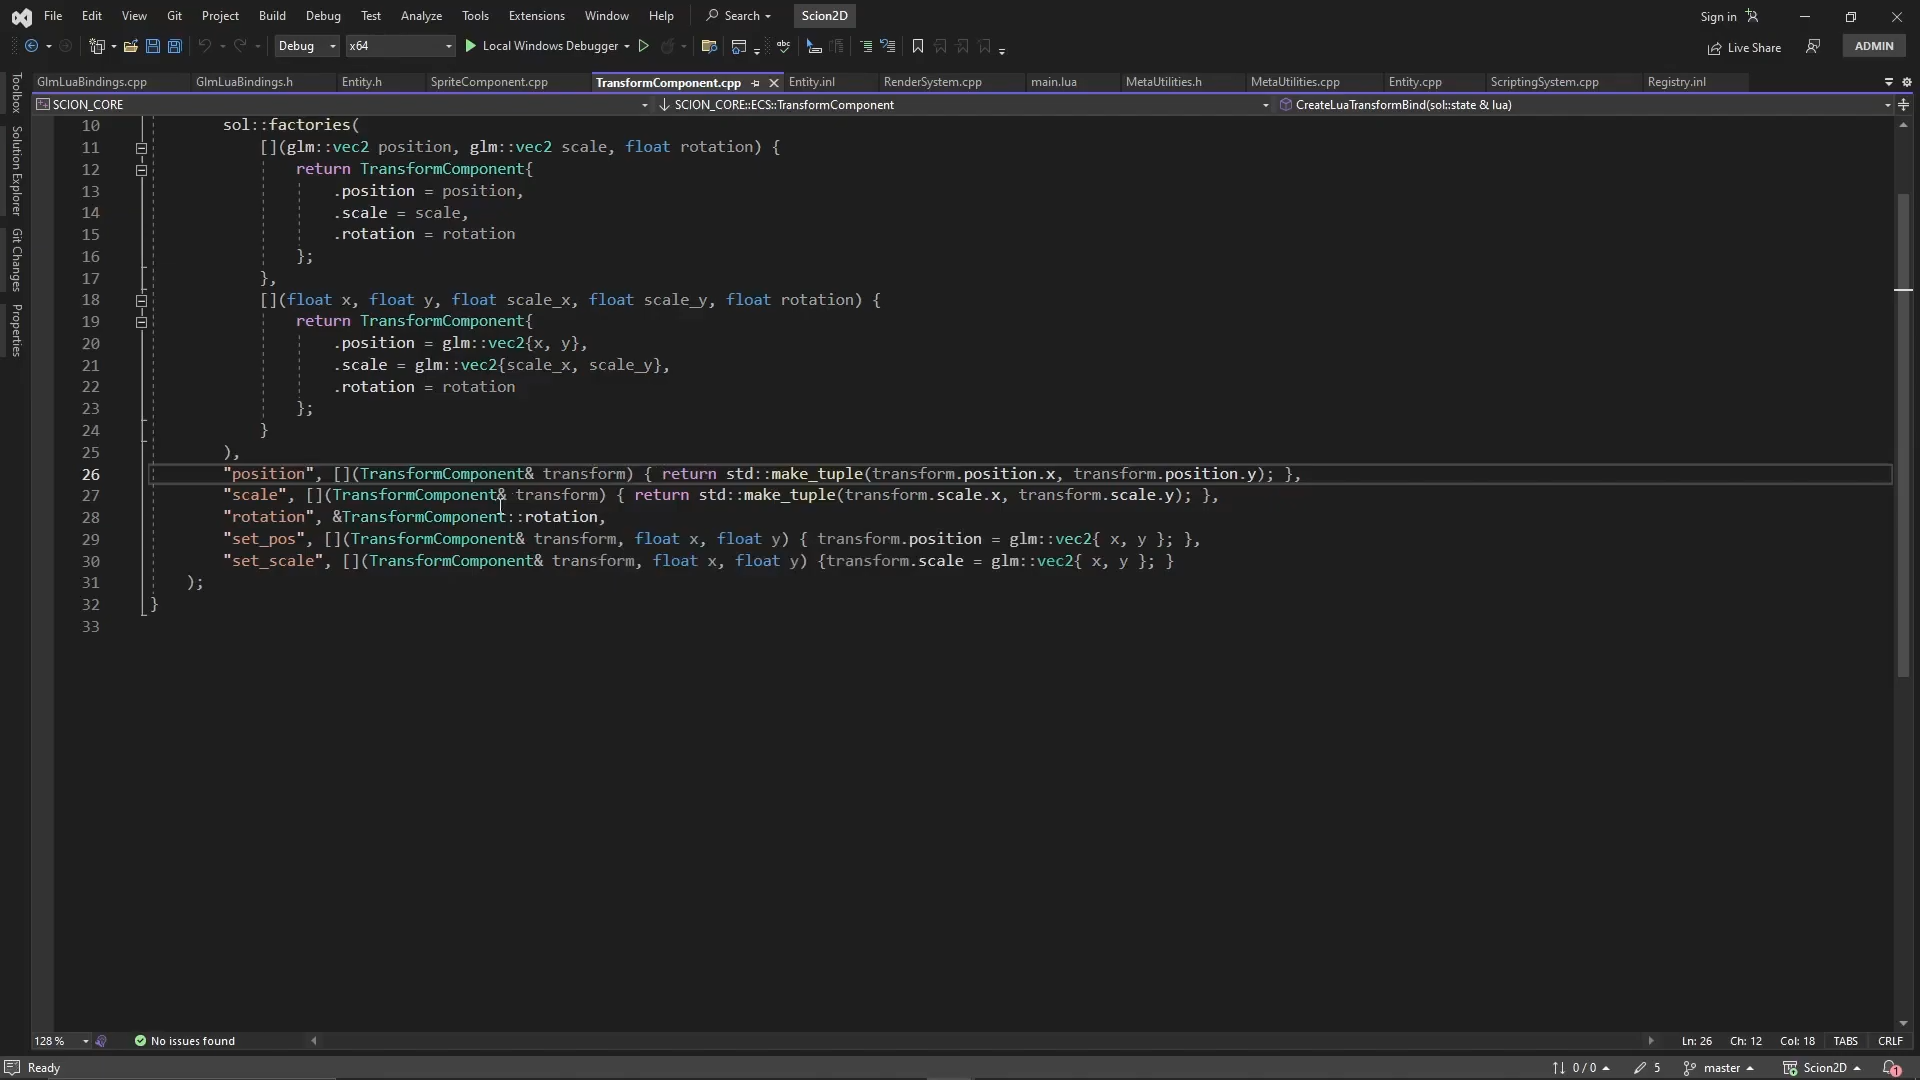 File Edit View Git Project Build Debug Test Analyze Tools Extensions Window Help Search Scion2D Sign in
Debug x64 Local Windows Debugger Live Share ADMIN
GlmLuaBindings.cpp GlmLuaBindings.h Entity.h SpriteComponent.cpp TransformComponent.cpp Entity.inl RenderSystem.cpp main.lua MetaUtilities.h MetaUtilities.cpp Entity.cpp ScriptingSystem.cpp Registry.inl
SCION_CORE SCION_CORE::ECS::TransformComponent CreateLuaTransformBind(sol::state & lua)
Toolbox
Solution Explorer
Git Changes
Properties
10 sol::factories(
11 [](glm::vec2 position, glm::vec2 scale, float rotation) {
12 return TransformComponent{
13 .position = position,
14 .scale = scale,
15 .rotation = rotation
16 };
17 },
18 [](float x, float y, float scale_x, float scale_y, float rotation) {
19 return TransformComponent{
20 .position = glm::vec2{x, y},
21 .scale = glm::vec2{scale_x, scale_y},
22 .rotation = rotation
23 };
24 }
25 ),
26 "position", [](TransformComponent& transform) { return std::make_tuple(transform.position.x, transform.position.y); },
27 "scale", [](TransformComponent& transform) { return std::make_tuple(transform.scale.x, transform.scale.y); },
28 "rotation", &TransformComponent::rotation,
29 "set_pos", [](TransformComponent& transform, float x, float y) { transform.position = glm::vec2{ x, y }; },
30 "set_scale", [](TransformComponent& transform, float x, float y) {transform.scale = glm::vec2{ x, y }; }
31 );
32 }
33
128 % No issues found Ln: 26 Ch: 12 Col: 18 TABS CRLF
Ready 0 / 0 5 master Scion2D 1